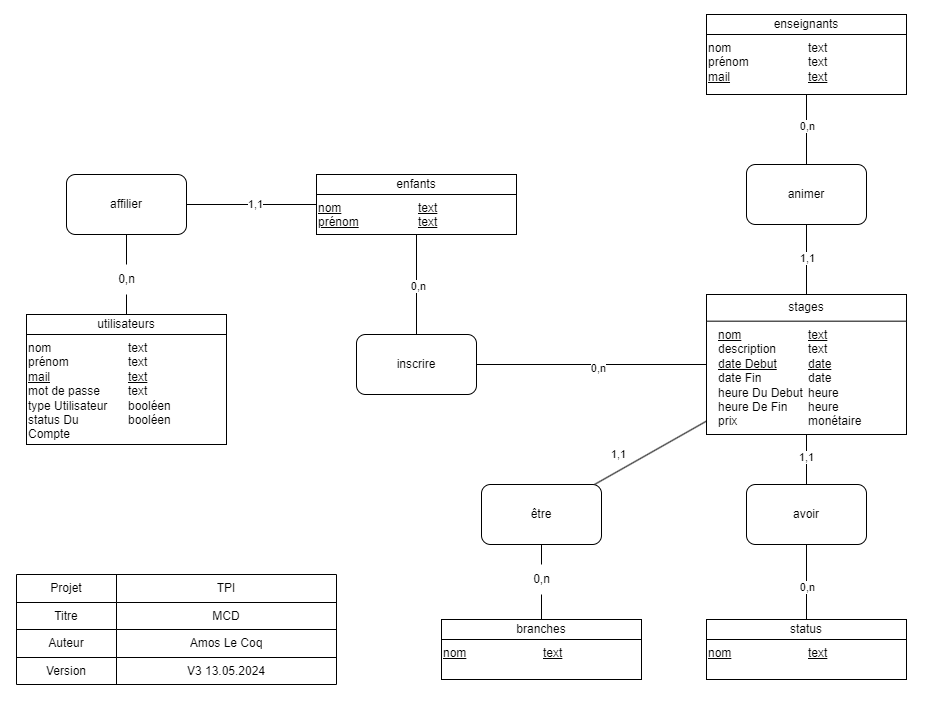 enseignants
nom text
prénom text
mail text
0,n
animer
1,1
affilier
1,1
enfants
nom text
prénom text
0,n
0,n
utilisateurs
nom text
prénom text
mail text
mot de passe text
type Utilisateur booléen
status Du booléen
Compte
inscrire
0,n
stages
nom text
description text
date Debut date
date Fin date
heure Du Debut heure
heure De Fin heure
prix monétaire
1,1
1,1
être
avoir
0,n
0,n
branches
nom text
status
nom text
Projet TPI
Titre MCD
Auteur Amos Le Coq
Version V3 13.05.2024